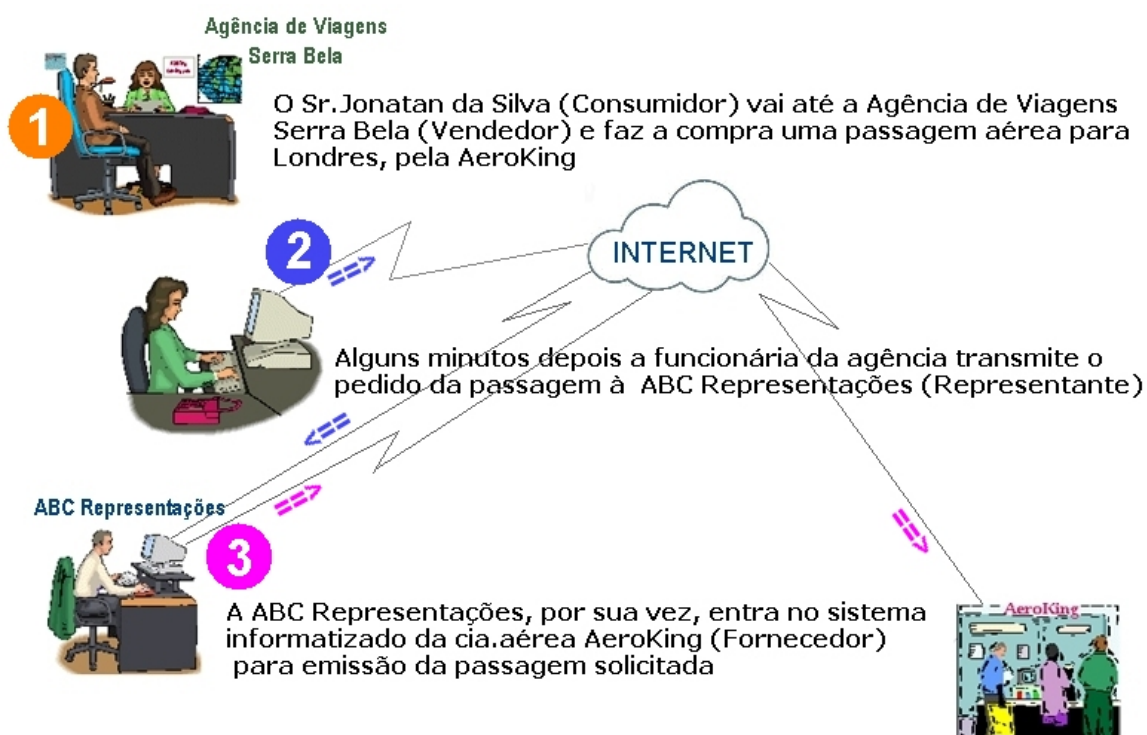 Agência de Viagens
Serra Bela
1
O Sr.Jonatan da Silva (Consumidor) vai até a Agência de Viagens
Serra Bela (Vendedor) e faz a compra uma passagem aérea para
Londres, pela AeroKing
2
INTERNET
Alguns minutos depois a funcionária da agência transmite o
pedido da passagem à  ABC Representações (Representante)
ABC Representações
3
A ABC Representações, por sua vez, entra no sistema
informatizado da cia.aérea AeroKing (Fornecedor)
para emissão da passagem solicitada
AeroKing